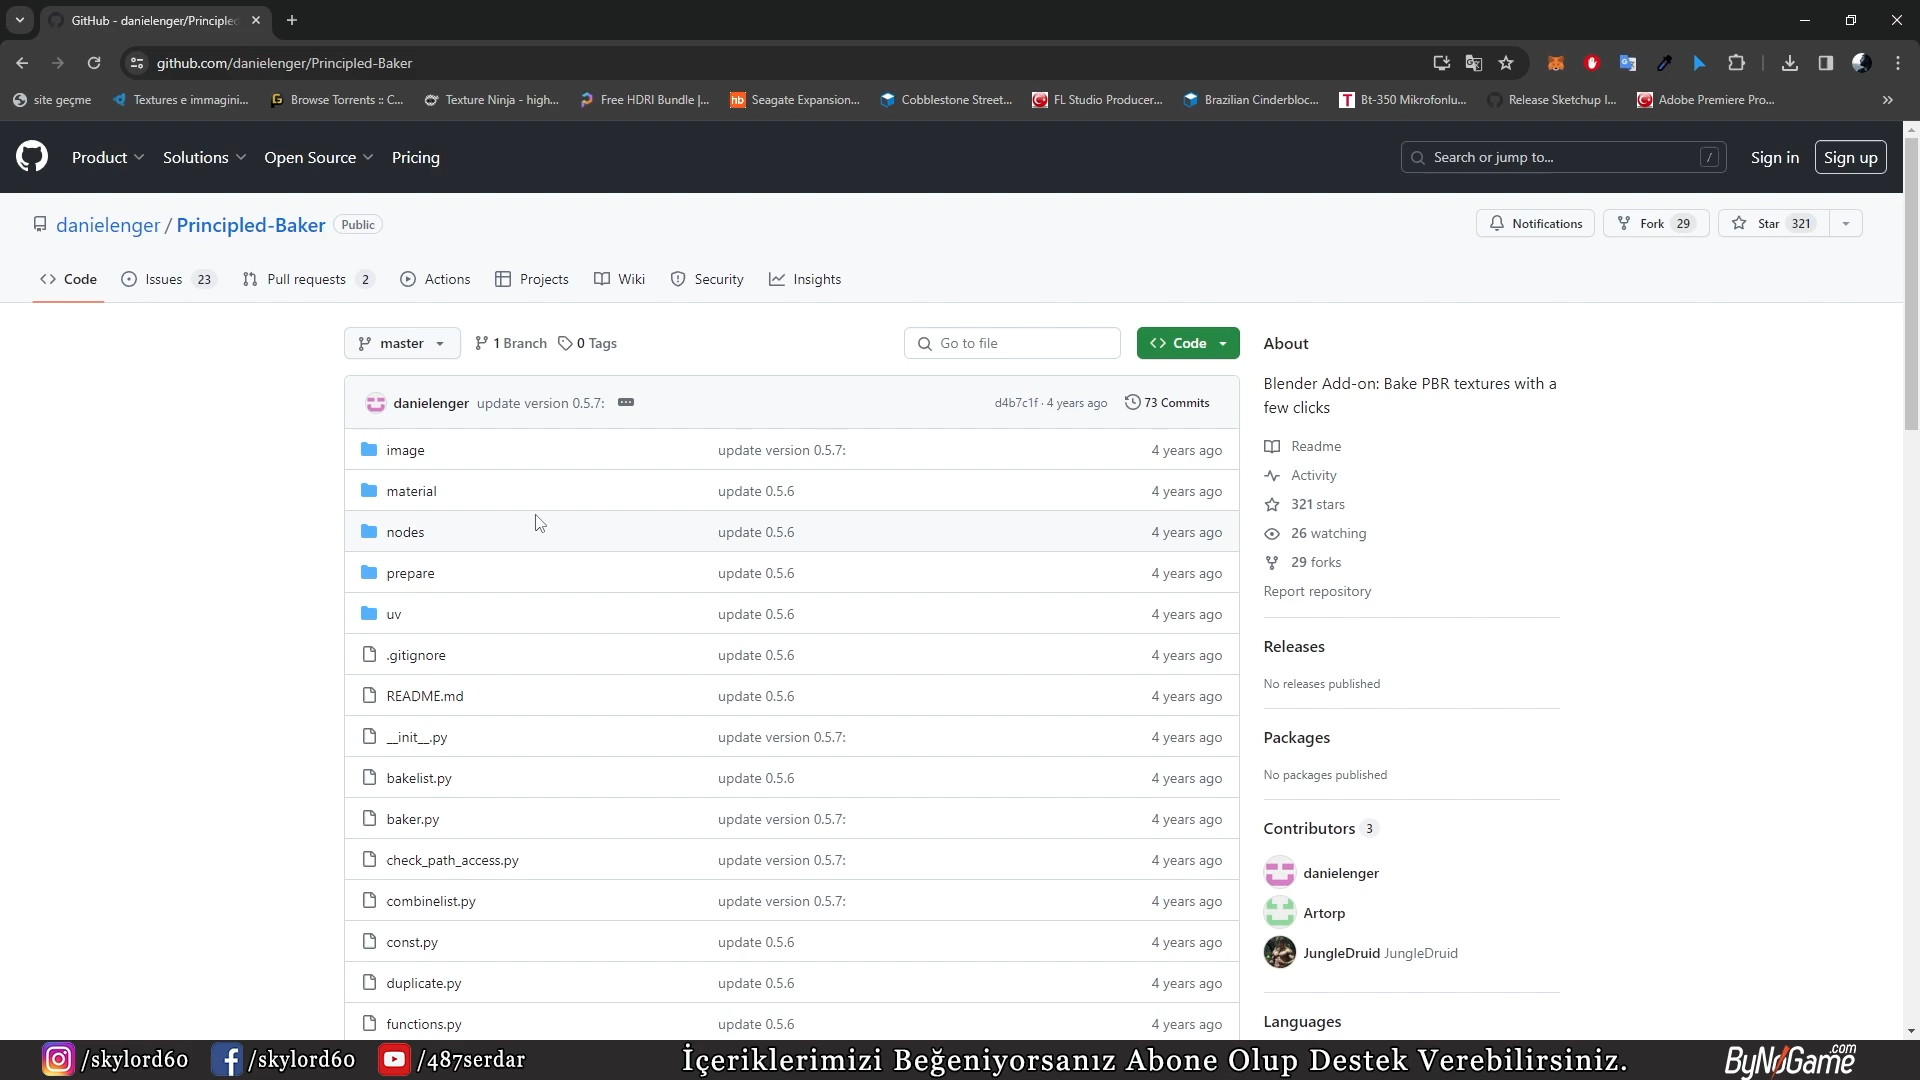 GitHub - danielenger/Principled
github.com/danielenger/Principled-Baker
site geçme
Textures e immagini...
Browse Torrents :: C...
Texture Ninja - high...
Free HDRI Bundle |...
hb
Seagate Expansion...
Cobblestone Street...
FL Studio Producer...
Brazilian Cinderbloc...
T
Bt-350 Mikrofonlu...
Release Sketchup I...
Adobe Premiere Pro...
Product
Solutions
Open Source
Pricing
Search or jump to...
/
Sign in
Sign up
danielenger / Principled-Baker
Public
Notifications
Fork 29
Star 321
Code
Issues 23
Pull requests 2
Actions
Projects
Wiki
Security
Insights
master
1 Branch
0 Tags
Go to file
Code
danielenger update version 0.5.7:
d4b7c1f · 4 years ago
73 Commits
image update version 0.5.7: 4 years ago
material update 0.5.6 4 years ago
nodes update 0.5.6 4 years ago
prepare update 0.5.6 4 years ago
uv update 0.5.6 4 years ago
.gitignore update 0.5.6 4 years ago
README.md update 0.5.6 4 years ago
__init__.py update version 0.5.7: 4 years ago
bakelist.py update 0.5.6 4 years ago
baker.py update version 0.5.7: 4 years ago
check_path_access.py update version 0.5.7: 4 years ago
combinelist.py update version 0.5.7: 4 years ago
const.py update 0.5.6 4 years ago
duplicate.py update 0.5.6 4 years ago
functions.py update 0.5.6 4 years ago
About
Blender Add-on: Bake PBR textures with a
few clicks
Readme
Activity
321 stars
26 watching
29 forks
Report repository
Releases
No releases published
Packages
No packages published
Contributors 3
danielenger
Artorp
JungleDruid JungleDruid
Languages
/skylord60
/skylord60
/487serdar
İçeriklerimizi Beğeniyorsanız Abone Olup Destek Verebilirsiniz.
ByNoGame.com